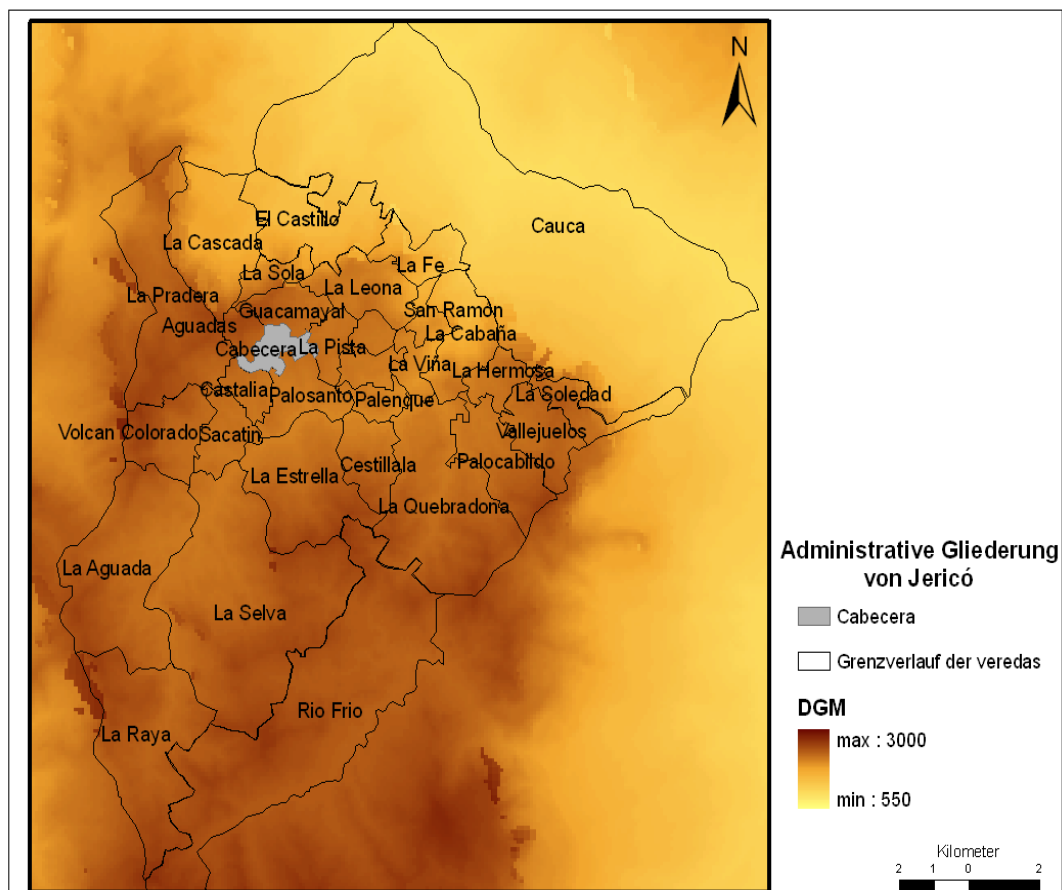 N
Cauca
El Castillo
La Cascada
La Fe
La Sola
La Leona
La Pradera
Guacamayal
San Ramón
Aguadas
La Cabaña
Cabecera
La Pista
La Viña
La Hermosa
Castalia
Palosanto
Palenque
La Soledad
Volcan Colorado
Sacatin
Vallejuelos
La Estrella
Cestillala
Palocabildo
La Quebradona
La Aguada
La Selva
Rio Frio
La Raya
Administrative Gliederung
von Jericó
Cabecera
Grenzverlauf der veredas
DGM
max : 3000
min : 550
Kilometer
2 1 0 2